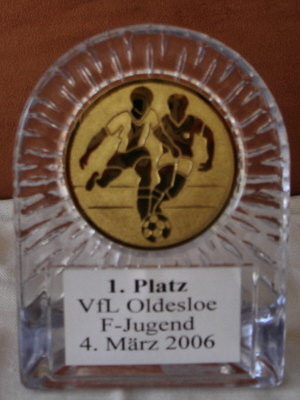 1. Platz
VfL Oldesloe
F-Jugend
4. März 2006